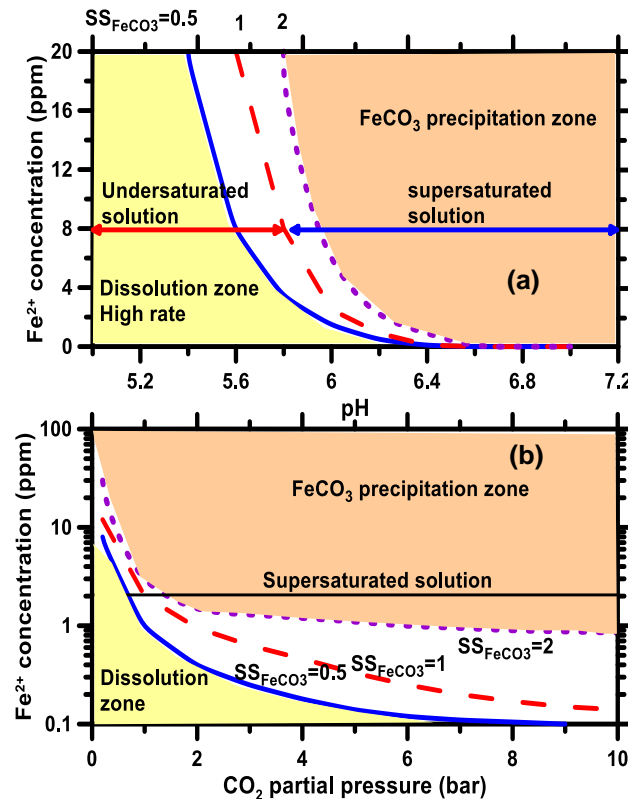 SS_FeCO3=0.5 1 2
20
16
12
8
4
0
Fe²⁺ concentration (ppm)
FeCO₃ precipitation zone
Undersaturated
solution
supersaturated
solution
Dissolution zone
High rate
(a)
5.2 5.6 6 6.4 6.8 7.2
pH
100
10
1
0.1
Fe²⁺ concentration (ppm)
(b)
FeCO₃ precipitation zone
Supersaturated solution
SS_FeCO3=2
SS_FeCO3=1
SS_FeCO3=0.5
Dissolution
zone
0 2 4 6 8 10
CO₂ partial pressure (bar)